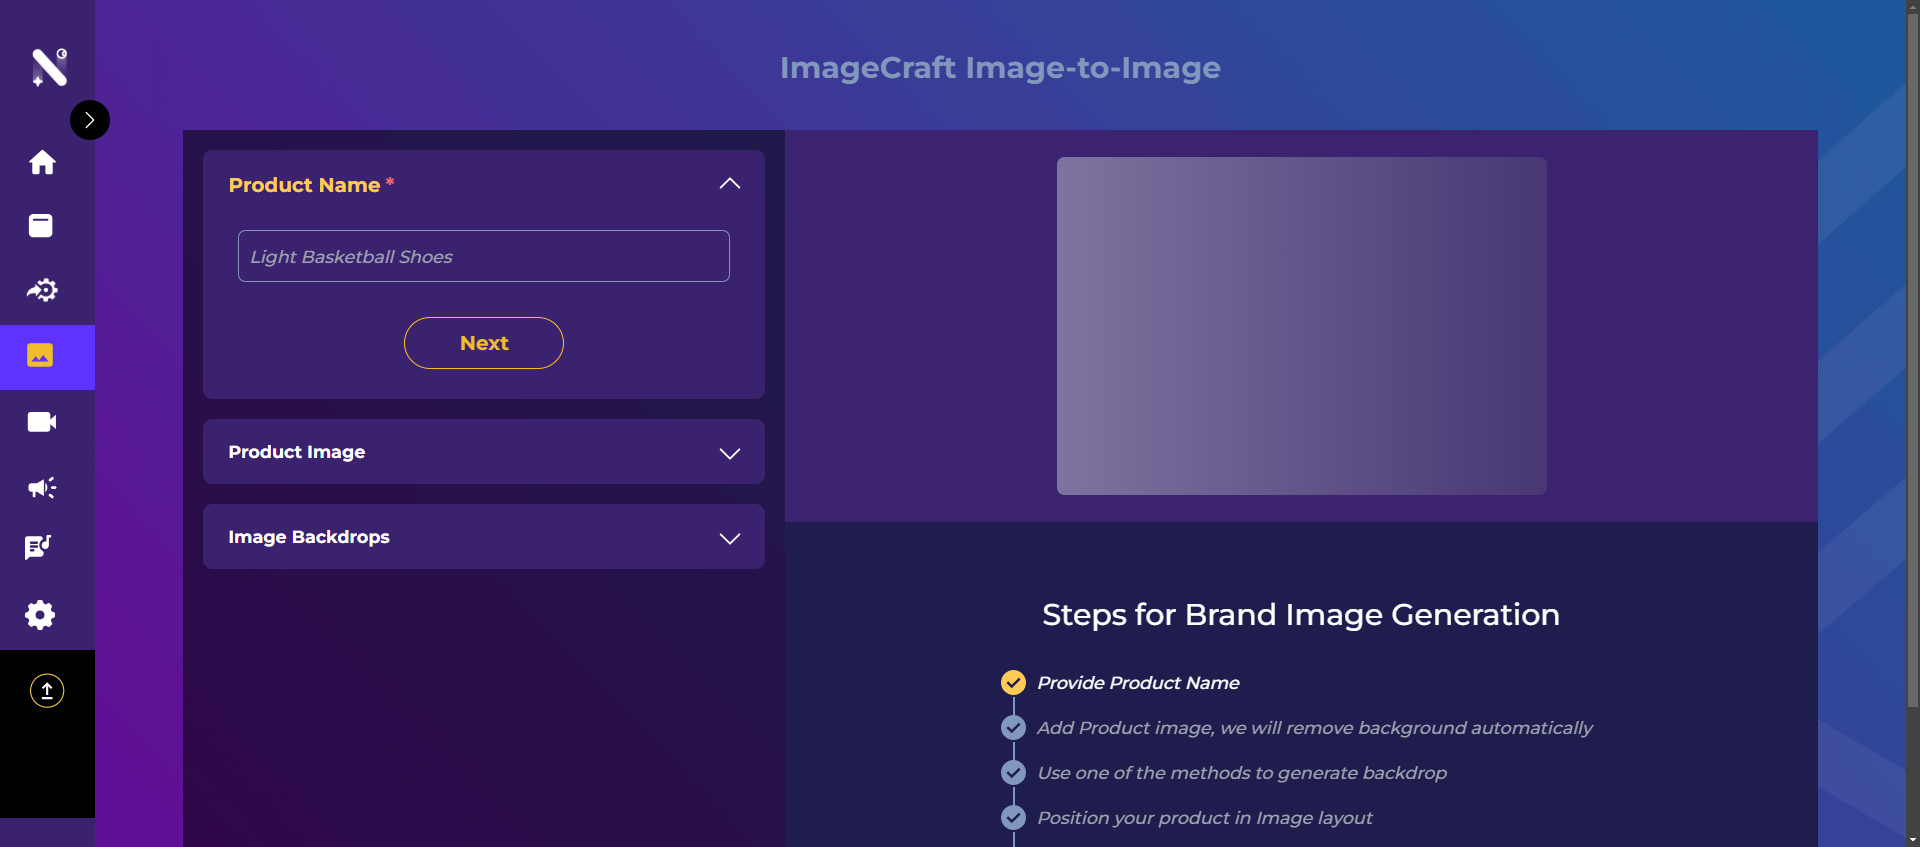 ImageCraft Image-to-Image
Product Name *
Light Basketball Shoes
Next
Product Image
Image Backdrops
Steps for Brand Image Generation
Provide Product Name
Add Product image, we will remove background automatically
Use one of the methods to generate backdrop
Position your product in Image layout